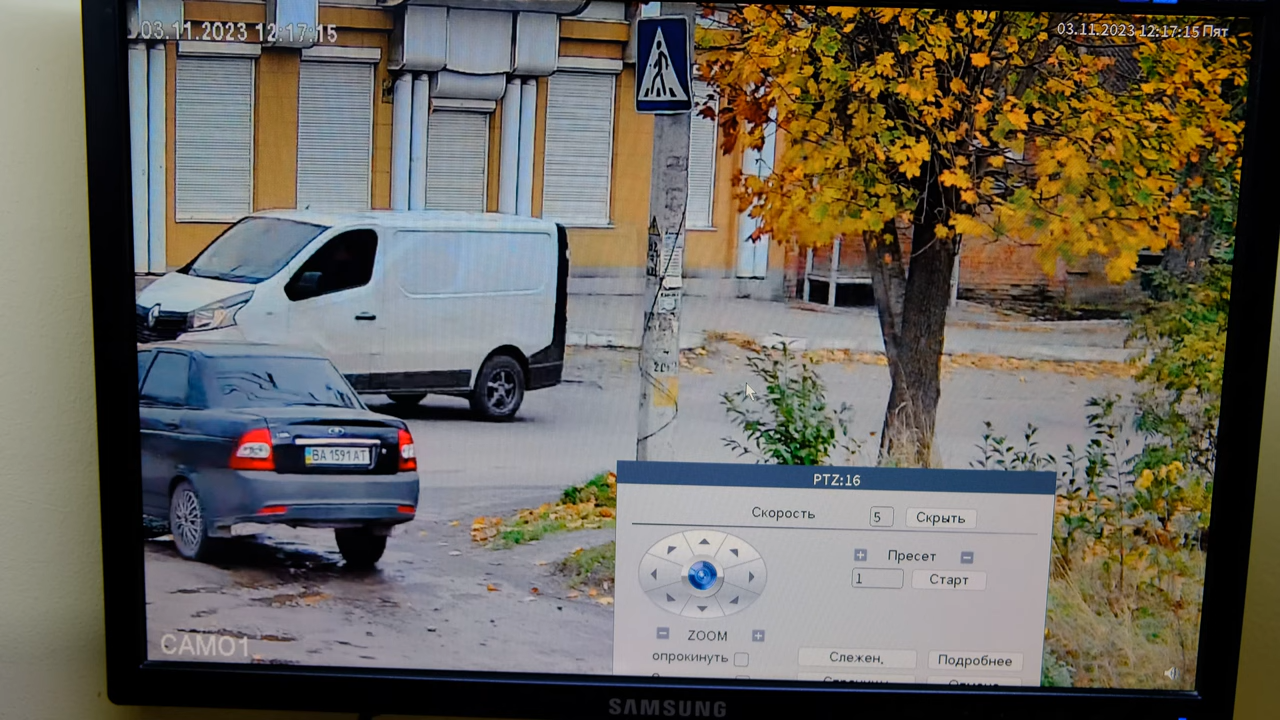 03.11.2023 12:17:15
03.11.2023 12:17:15 Пят
BA 1591 AT
PTZ:16
Скорость
5
Скрыть
Пресет
1
Старт
ZOOM
опрокинуть
Слежен,
Подробнее
CAMO1
SAMSUNG